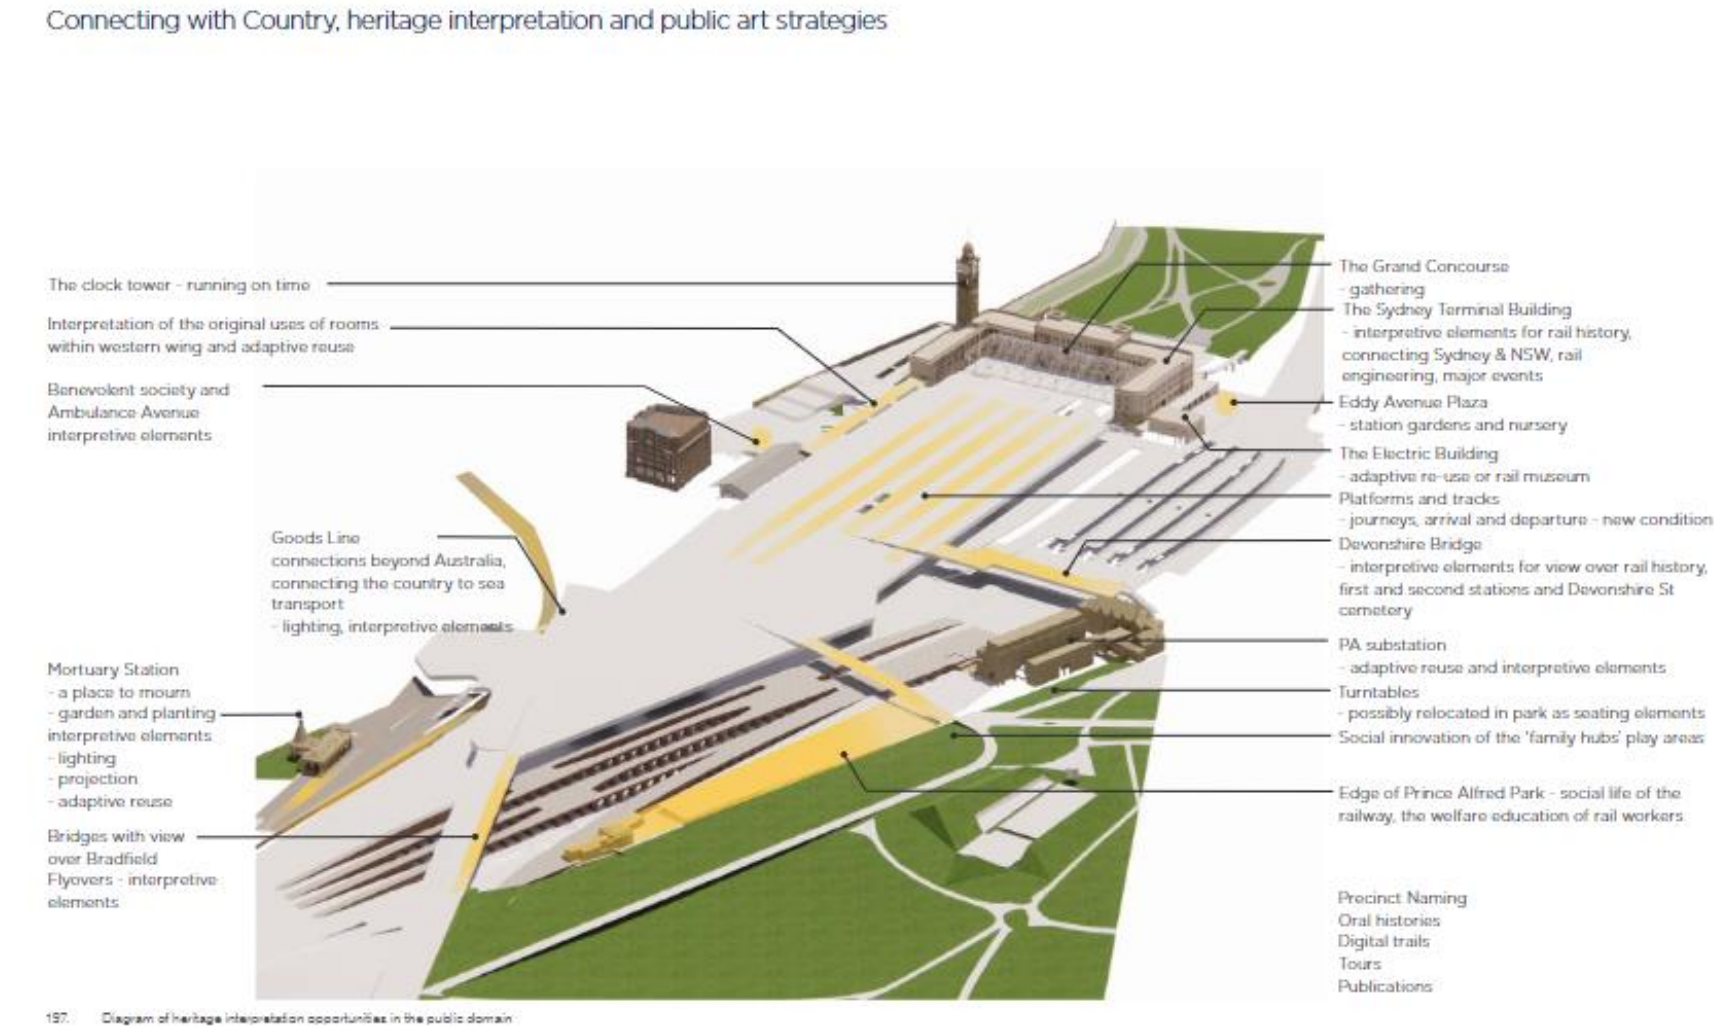 Connecting with Country, heritage interpretation and public art strategies
The clock tower - running on time
Interpretation of the original uses of rooms
within western wing and adaptive reuse
Benevolent society and
Ambulance Avenue
interpretive elements
Goods Line
connections beyond Australia,
connecting the country to sea
transport
- lighting, interpretive elements
Mortuary Station
- a place to mourn
- garden and planting
interpretive elements
- lighting
- projection
- adaptive reuse
Bridges with view
over Bradfield
Flyovers - interpretive
elements
The Grand Concourse
- gathering
The Sydney Terminal Building
- interpretive elements for rail history,
connecting Sydney & NSW, rail
engineering, major events
Eddy Avenue Plaza
- station gardens and nursery
The Electric Building
- adaptive re-use or rail museum
Platforms and tracks
- journeys, arrival and departure - new condition
Devonshire Bridge
- interpretive elements for view over rail history,
first and second stations and Devonshire St
cemetery
PA substation
- adaptive reuse and interpretive elements
Turntables
- possibly relocated in park as seating elements
Social innovation of the 'family hubs' play areas
Edge of Prince Alfred Park - social life of the
railway, the welfare education of rail workers
Precinct Naming
Oral histories
Digital trails
Tours
Publications
197. Diagram of heritage interpretation opportunities in the public domain